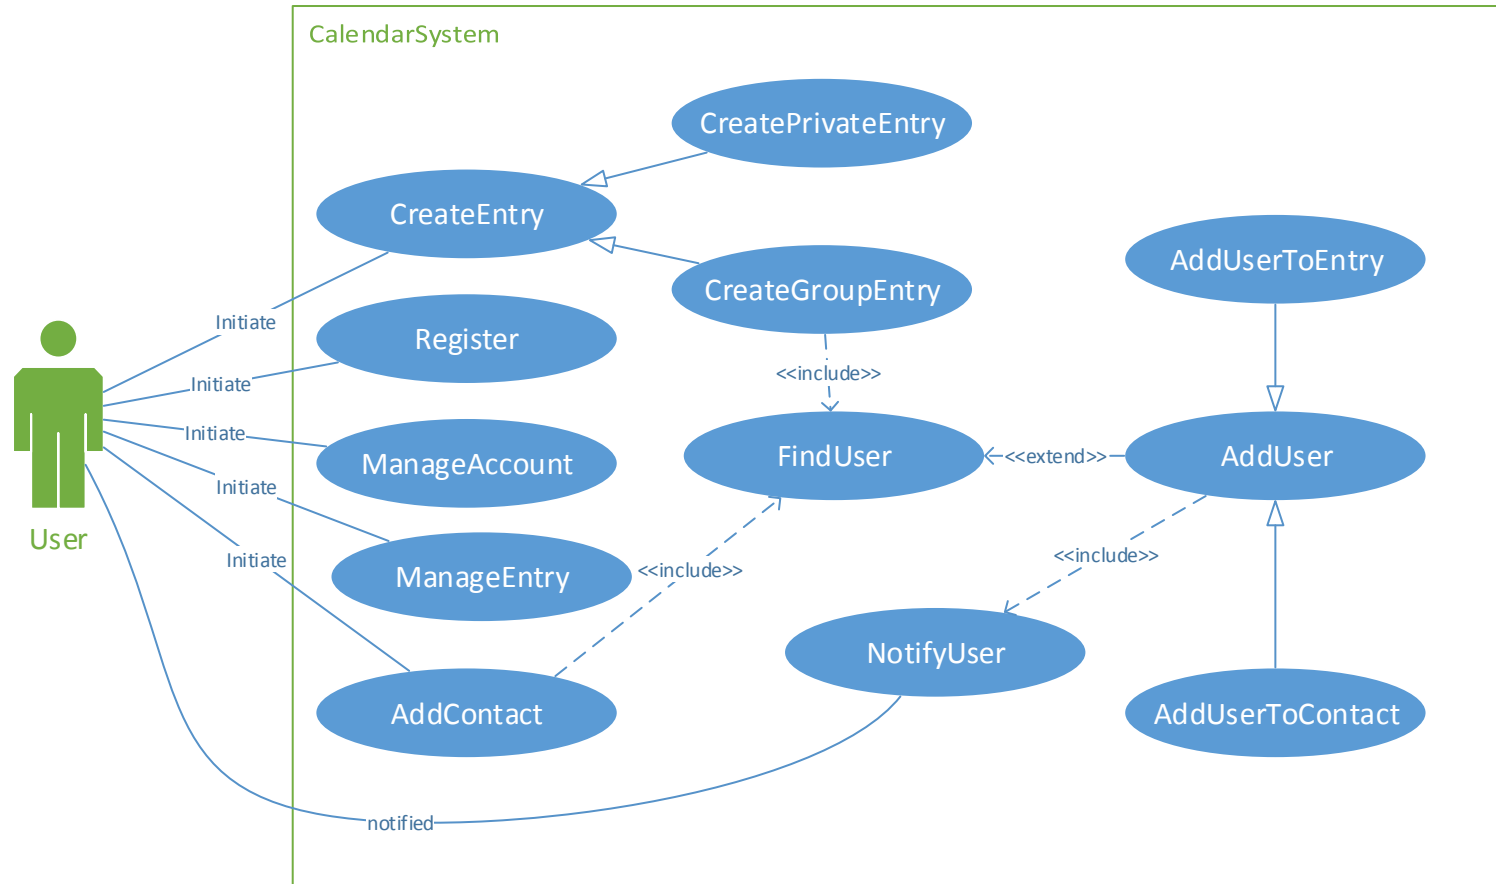 CalendarSystem
CreatePrivateEntry
CreateEntry
AddUserToEntry
CreateGroupEntry
Initiate
Register
<<include>>
Initiate
Initiate
ManageAccount
FindUser
<<extend>>
AddUser
Initiate
User
Initiate
ManageEntry
<<include>>
<<include>>
NotifyUser
AddContact
AddUserToContact
notified